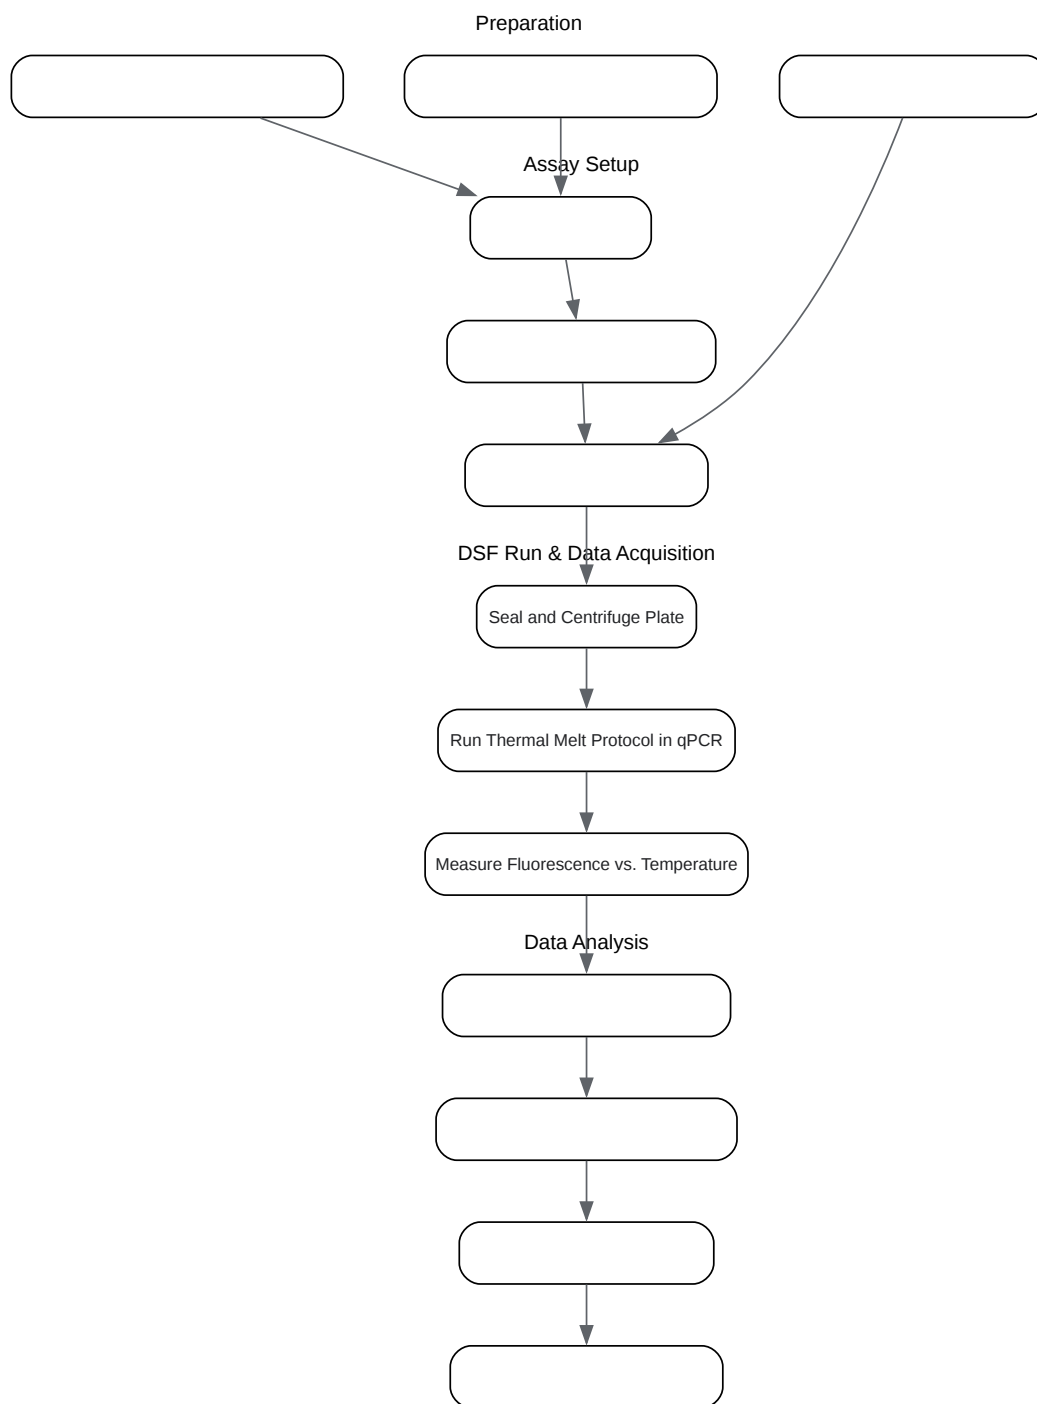 Preparation
Assay Setup
DSF Run & Data Acquisition
Seal and Centrifuge Plate
Run Thermal Melt Protocol in qPCR
Measure Fluorescence vs. Temperature
Data Analysis